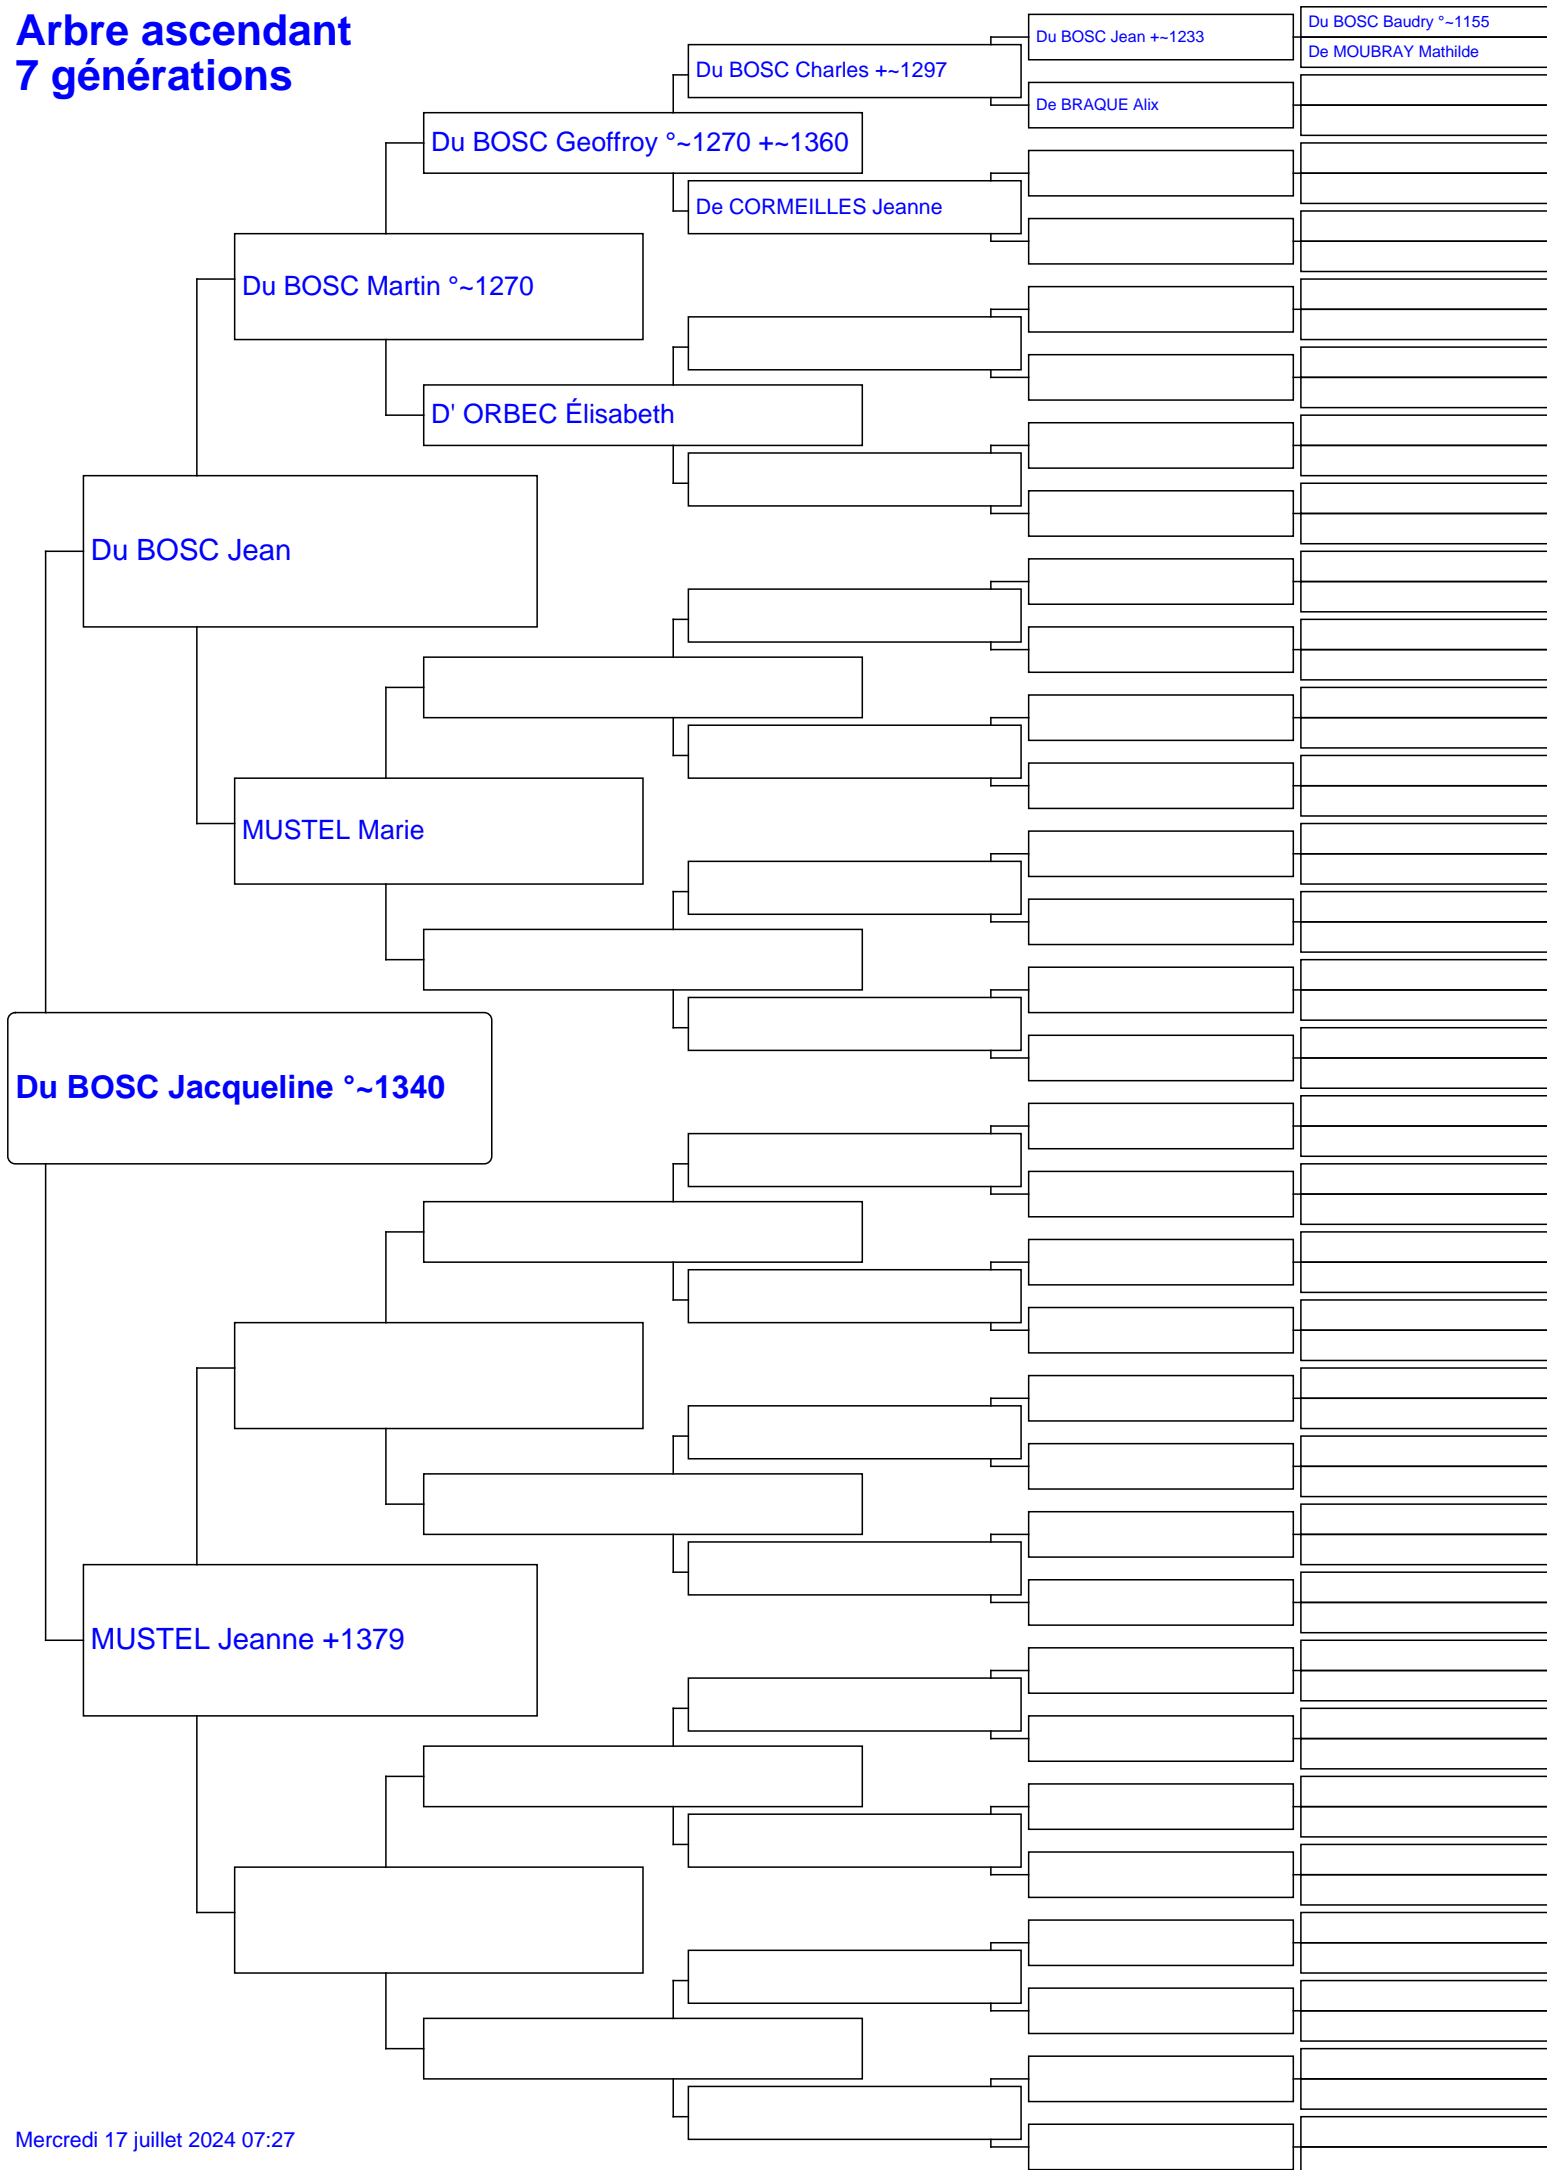 Arbre ascendant
7 générations
Du BOSC Baudry °~1155
De MOUBRAY Mathilde
Du BOSC Jean +~1233
De BRAQUE Alix
Du BOSC Charles +~1297
De CORMEILLES Jeanne
Du BOSC Geoffroy °~1270 +~1360
D' ORBEC Élisabeth
Du BOSC Martin °~1270
Du BOSC Jean
MUSTEL Marie
Du BOSC Jacqueline °~1340
MUSTEL Jeanne +1379
Mercredi 17 juillet 2024 07:27